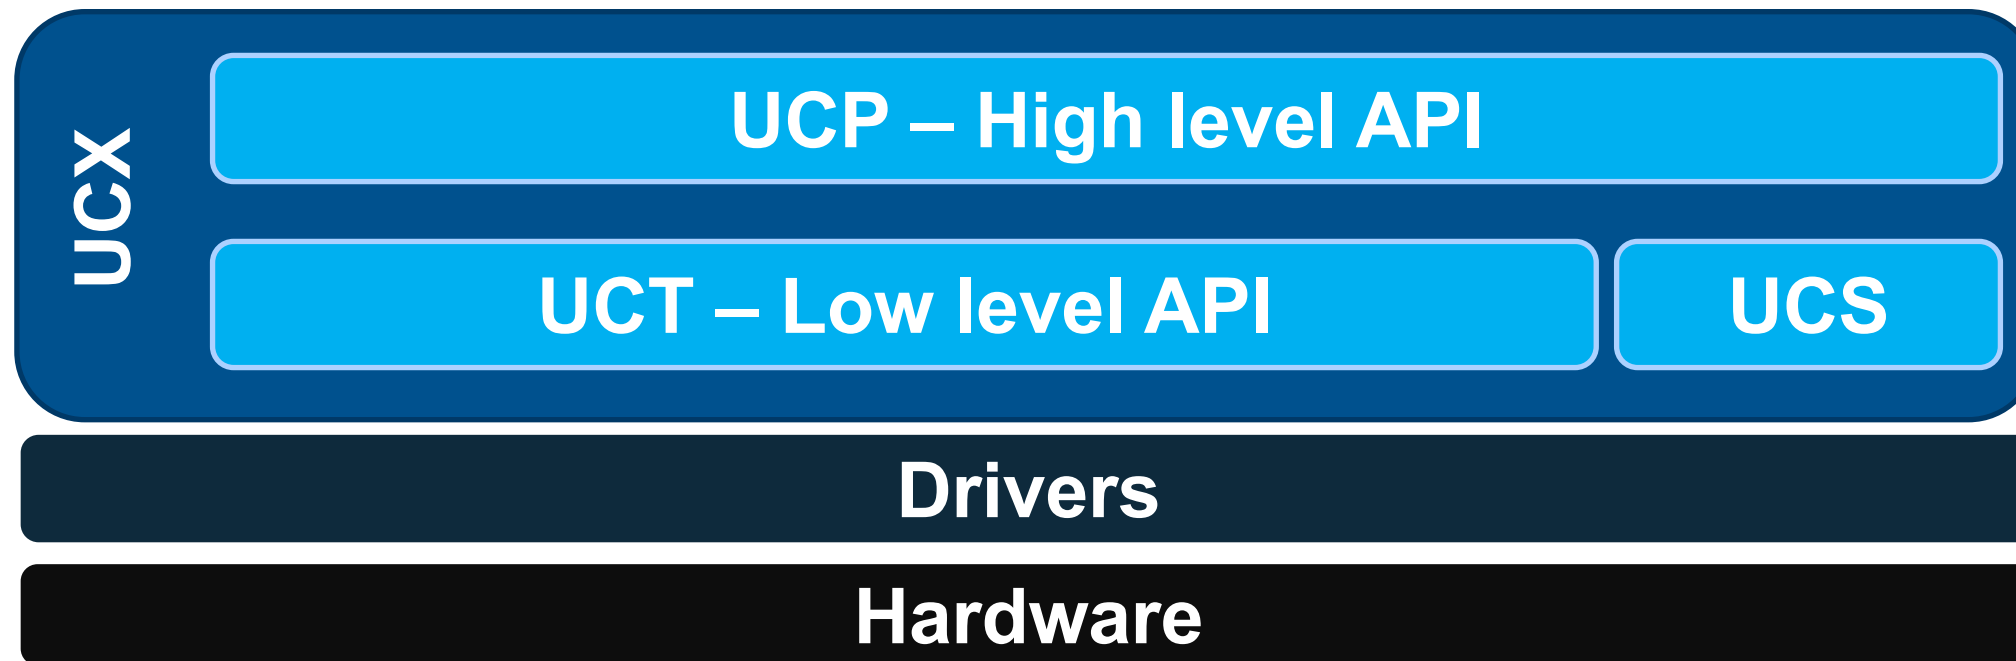 UCX
UCP – High level API
UCT – Low level API
UCS
Drivers
Hardware